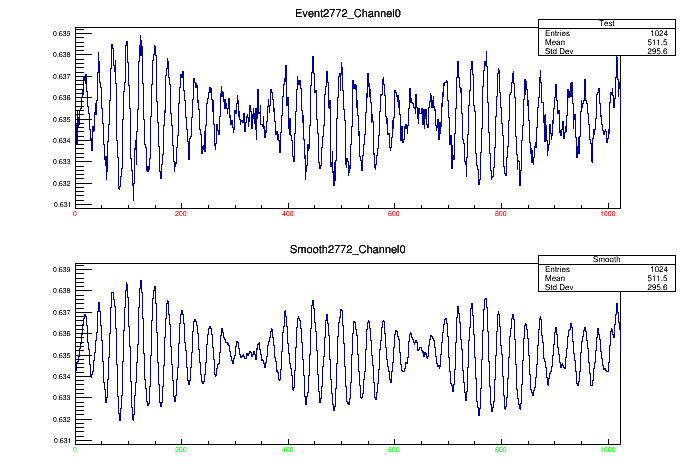 Event2772_Channel0
Test
Entries 1024
Mean 511.5
Std Dev 295.6
0.639
0.638
0.637
0.636
0.635
0.634
0.633
0.632
0.631
0 200 400 600 800 1000
Smooth2772_Channel0
Smooth
Entries 1024
Mean 511.5
Std Dev 295.6
0.639
0.638
0.637
0.636
0.635
0.634
0.633
0.632
0.631
0 200 400 600 800 1000